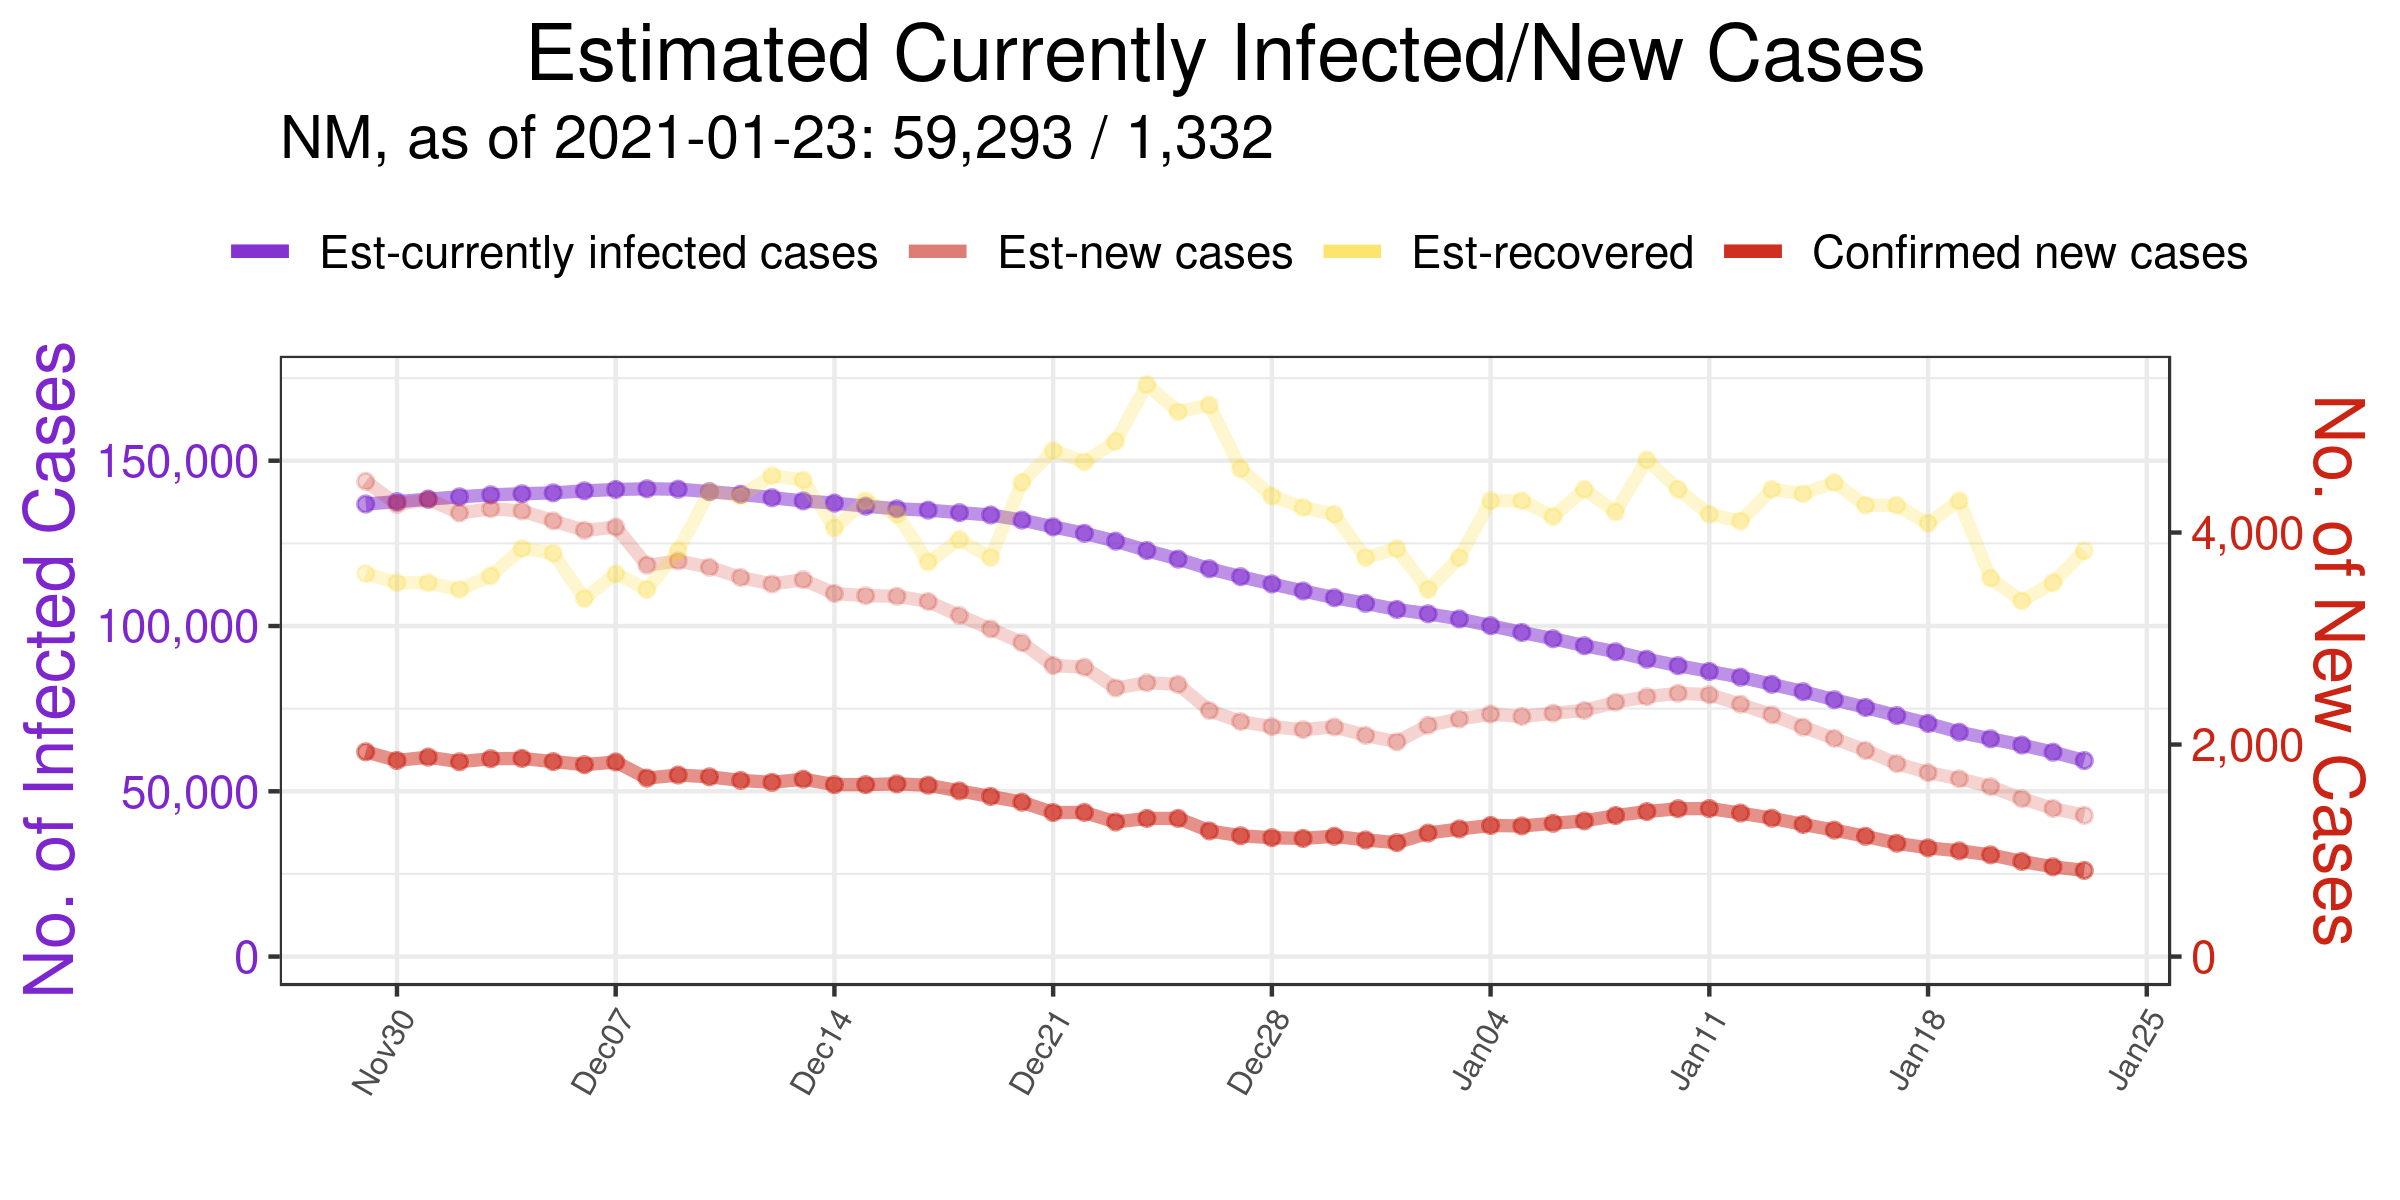 Estimated Currently Infected/New Cases
NM, as of 2021-01-23: 59,293 / 1,332
Est-currently infected cases Est-new cases Est-recovered Confirmed new cases
No. of Infected Cases
150,000
100,000
50,000
0
4,000
2,000
0
No. of New Cases
Nov30 Dec07 Dec14 Dec21 Dec28 Jan04 Jan11 Jan18 Jan25